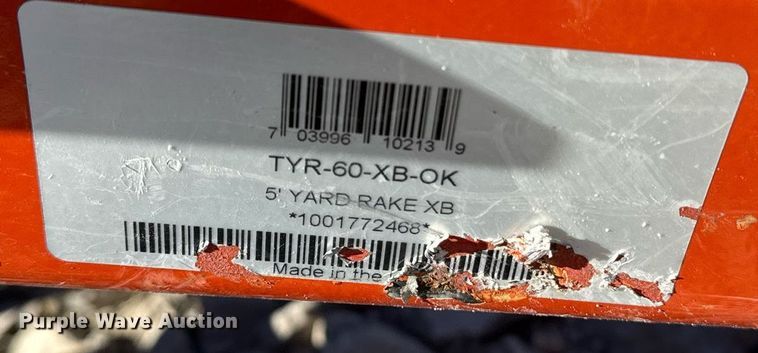 7 03996 10213 9
TYR-60-XB-OK
5' YARD RAKE XB
*1001772468*
Made in the
Purple Wave Auction